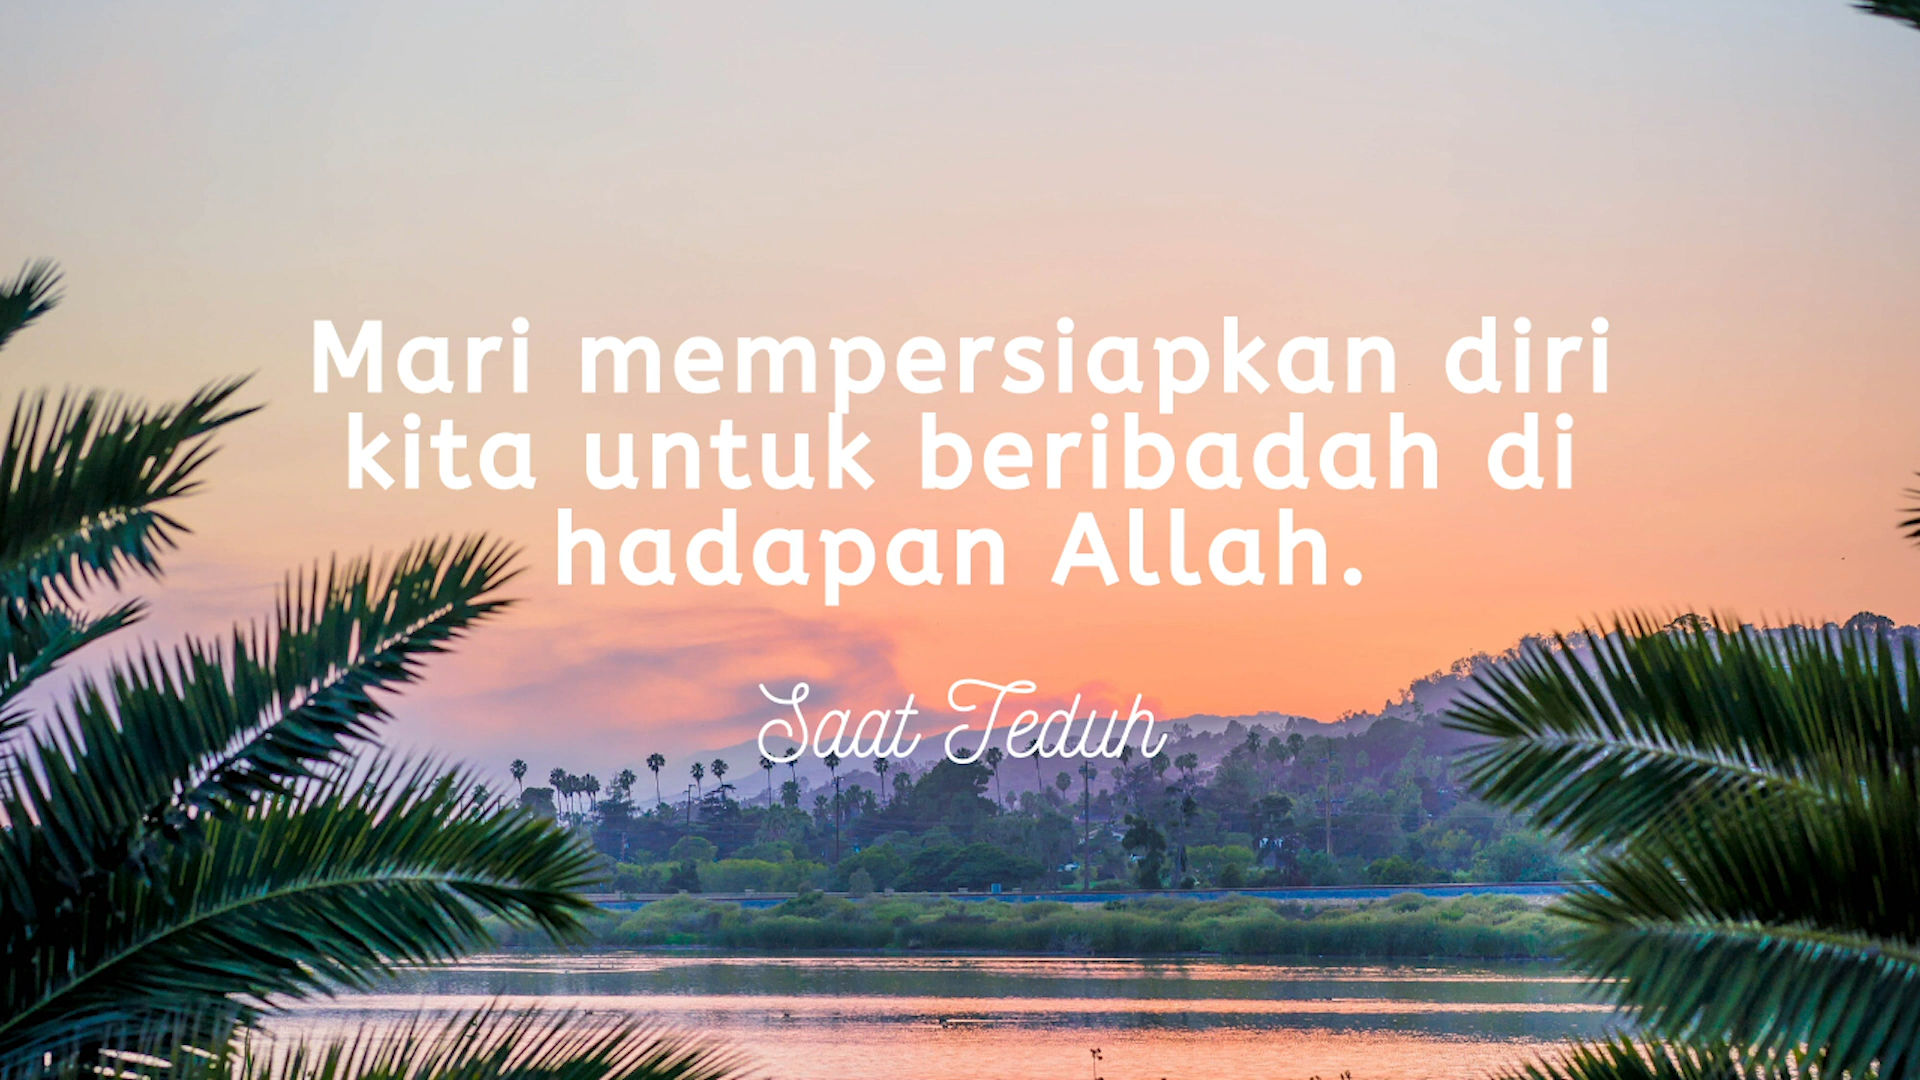 Mari mempersiapkan diri
kita untuk beribadah di
hadapan Allah.
Saat Teduh